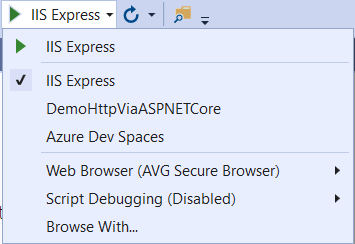 IIS Express
IIS Express
IIS Express
DemoHttpViaASPNETCore
Azure Dev Spaces
Web Browser (AVG Secure Browser)
Script Debugging (Disabled)
Browse With...